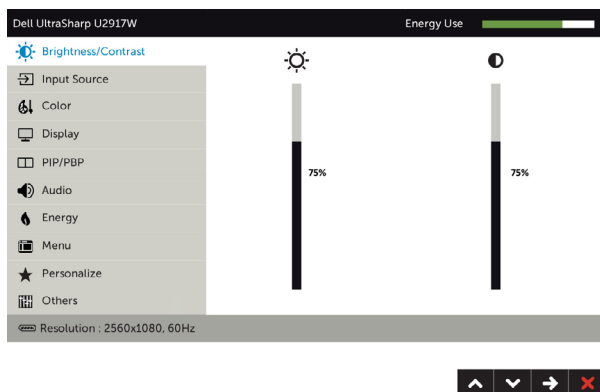 Dell UltraSharp U2917W Energy Use
Brightness/Contrast
Input Source
Color
Display
PIP/PBP
Audio
Energy
Menu
Personalize
Others
75% 75%
Resolution : 2560x1080, 60Hz